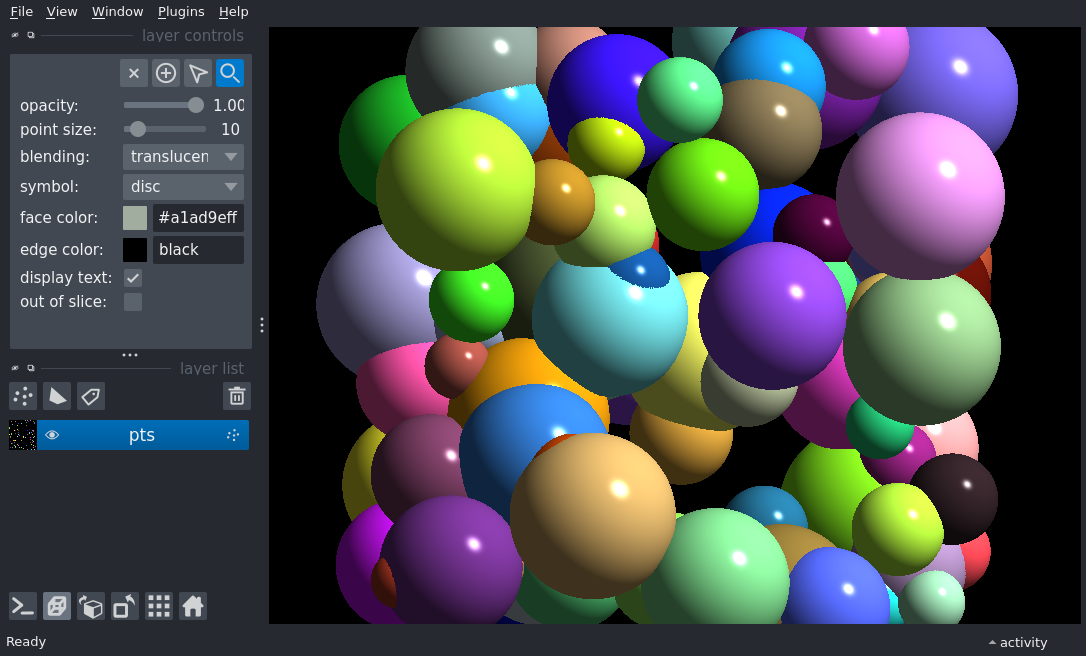 File View Window Plugins Help
layer controls
opacity: 1.00
point size: 10
blending: translucen
symbol: disc
face color: #a1ad9eff
edge color: black
display text:
out of slice:
layer list
pts
Ready
activity